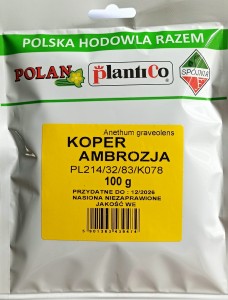 POLSKA HODOWLA RAZEM
POLAN
PlantiCo
SPÓJNIA
Anethum graveolens
KOPER
AMBROZJA
PL214/32/83/K078
100 g
PRZYDATNE DO : 12/2026
NASIONA NIEZAPRAWIONE
JAKOŚĆ WE